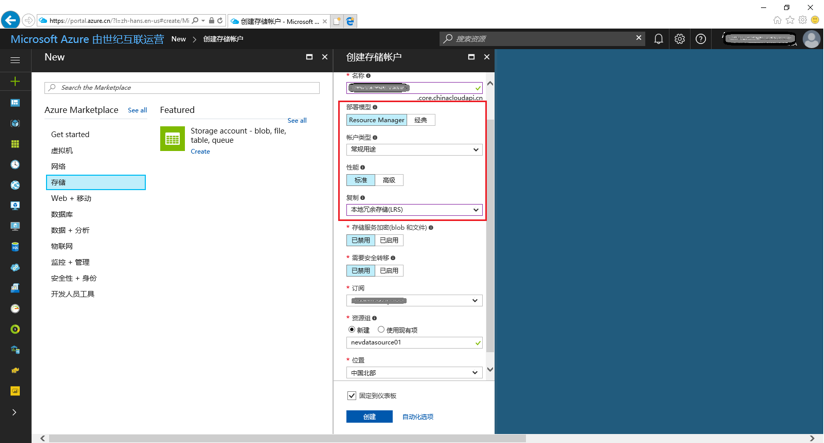 https://portal.azure.cn/?l=zh-hans.en-us#create/Mi
创建存储帐户 - Microsoft ...
Microsoft Azure 由世纪互联运营
New
创建存储帐户
搜索资源
New
Search the Marketplace
Azure Marketplace
See all
Get started
虚拟机
网络
存储
Web + 移动
数据库
数据 + 分析
物联网
监控 + 管理
安全性 + 身份
开发人员工具
Featured
See all
Storage account - blob, file,
table, queue
Create
创建存储帐户
* 名称
.core.chinacloudapi.cn
部署模型
Resource Manager 经典
帐户类型
常规用途
性能
标准 高级
复制
本地冗余存储(LRS)
* 存储服务加密(blob 和文件)
已禁用 已启用
* 需要安全转移
已禁用 已启用
* 订阅
* 资源组
新建 使用现有项
nevdatasource01
* 位置
中国北部
固定到仪表板
创建 自动化选项